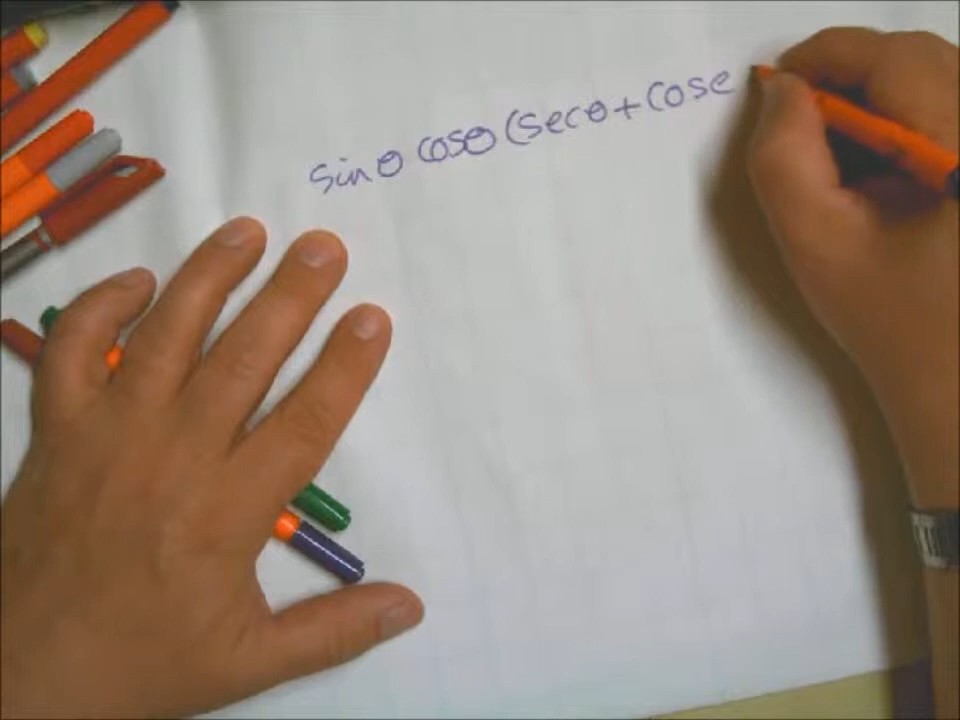 sinθ cosθ (secθ + cose